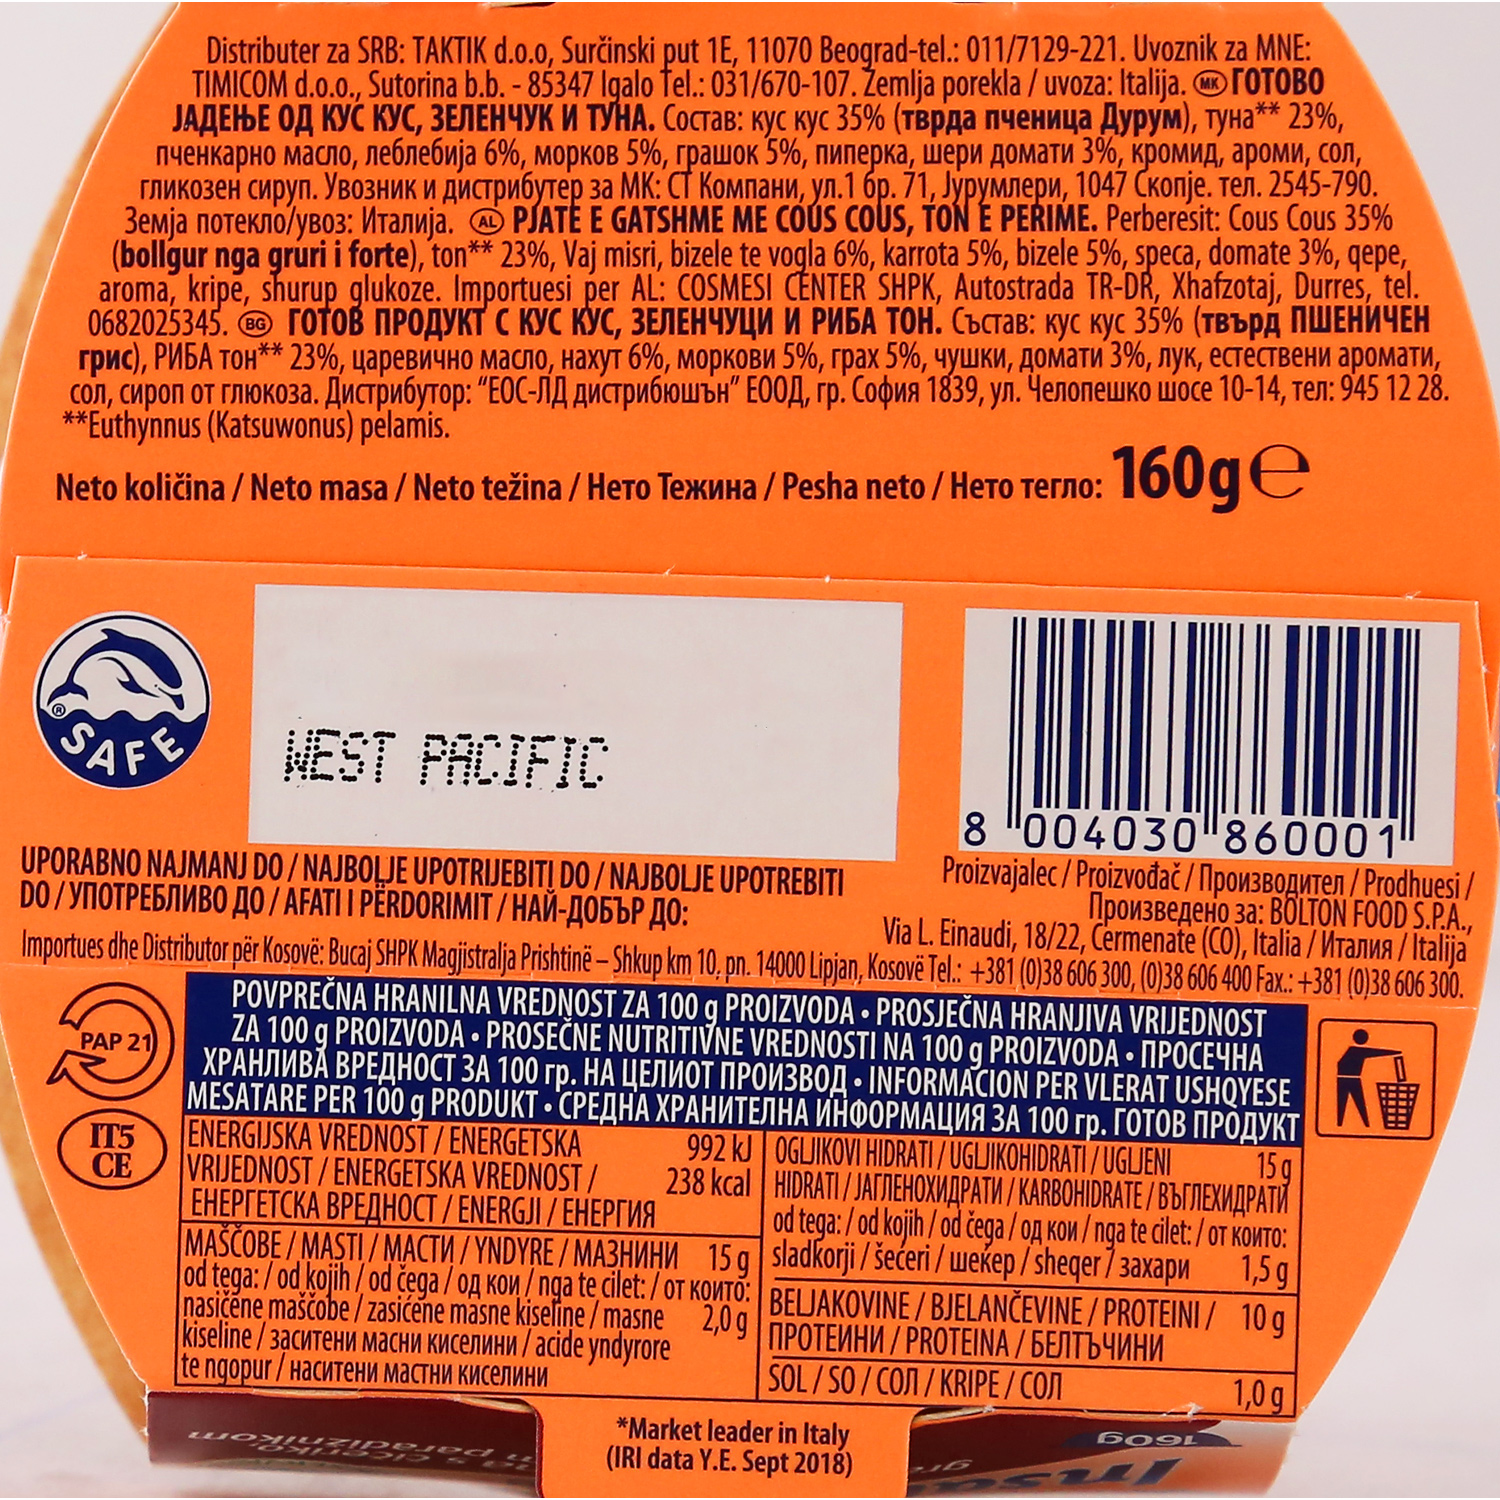 Distributer za SRB: TAKTIK d.o.o, Surčinski put 1E, 11070 Beograd-tel.: 011/7129-221. Uvoznik za MNE:
TIMICOM d.o.o., Sutorina b.b. - 85347 Igalo Tel.: 031/670-107. Zemlja porekla / uvoza: Italija. MK ГОТОВО
ЈАДЕЊЕ ОД КУС КУС, ЗЕЛЕНЧУК И ТУНА. Состав: кус кус 35% (тврда пченица Дурум), туна** 23%,
пченкарно масло, леблебија 6%, морков 5%, грашок 5%, пиперка, шери домати 3%, кромид, ароми, сол,
гликозен сируп. Увозник и дистрибутер за МК: СТ Компани, ул.1 бр. 71, Јурумлери, 1047 Скопје. тел. 2545-790.
Земја потекло/увоз: Италија. AL PJATË E GATSHME ME COUS COUS, TON E PERIME. Perberesit: Cous Cous 35%
(bollgur nga gruri i forte), ton** 23%, Vaj misri, bizele te vogla 6%, karrota 5%, bizele 5%, speca, domate 3%, qepe,
aroma, kripe, shurup glukoze. Importuesi per AL: COSMESI CENTER SHPK, Autostrada TR-DR, Xhafzotaj, Durres, tel.
0682025345. BG ГОТОВ ПРОДУКТ С КУС КУС, ЗЕЛЕНЧУЦИ И РИБА ТОН. Състав: кус кус 35% (твърд ПШЕНИЧЕН
грис), РИБА тон** 23%, царевично масло, нахут 6%, моркови 5%, грах 5%, чушки, домати 3%, лук, естествени аромати,
сол, сироп от глюкоза. Дистрибутор: "ЕОС-ЛД дистрибюшън" ЕООД, гр. София 1839, ул. Челопешко шосе 10-14, тел: 945 12 28.
**Euthynnus (Katsuwonus) pelamis.
Neto količina / Neto masa / Neto težina / Нето Тежина / Pesha neto / Нето тегло: 160g e
® SAFE
WEST PACIFIC
8 004030 860001
UPORABNO NAJMANJ DO / NAJBOLJE UPOTRIJEBITI DO / NAJBOLJE UPOTREBITI
DO / УПОТРЕБЛИВО ДО / AFATI I PËRDORIMIT / НАЙ-ДОБЪР ДО:
Proizvajalec / Proizvođač / Производител / Prodhuesi /
Произведено за: BOLTON FOOD S.P.A.,
Via L. Einaudi, 18/22, Cermenate (CO), Italia / Италия / Italija
Importues dhe Distributor për Kosovë: Bucaj SHPK Magjistralja Prishtinë – Shkup km 10, pn. 14000 Lipjan, Kosovë Tel.: +381 (0)38 606 300, (0)38 606 400 Fax.: +381 (0)38 606 300.
PAP 21
IT5
CE
POVPREČNA HRANILNA VREDNOST ZA 100 g PROIZVODA • PROSJEČNA HRANJIVA VRIJEDNOST
ZA 100 g PROIZVODA • PROSEČNE NUTRITIVNE VREDNOSTI NA 100 g PROIZVODA • ПРОСЕЧНА
ХРАНЛИВА ВРЕДНОСТ ЗА 100 гр. НА ЦЕЛИОТ ПРОИЗВОД • INFORMACION PER VLERAT USHQYESE
MESATARE PER 100 g PRODUKT • СРЕДНА ХРАНИТЕЛНА ИНФОРМАЦИЯ ЗА 100 гр. ГОТОВ ПРОДУКТ
ENERGIJSKA VREDNOST / ENERGETSKA 992 kJ
VRIJEDNOST / ENERGETSKA VREDNOST / 238 kcal
ЕНЕРГЕТСКА ВРЕДНОСТ / ENERGJI / ЕНЕРГИЯ
MAŠČOBE / MASTI / МАСТИ / YNDYRE / МАЗНИНИ 15 g
od tega: / od kojih / od čega / од кои / nga te cilet: / от които:
nasičene maščobe / zasićene masne kiseline / masne 2,0 g
kiseline / заситени масни киселини / acide yndyrore
te ngopur / наситени мастни киселини
OGLJIKOVI HIDRATI / UGLJIKOHIDRATI / UGLJENI 15 g
HIDRATI / ЈАГЛЕНОХИДРАТИ / KARBOHIDRATE / ВЪГЛЕХИДРАТИ
od tega: / od kojih / od čega / од кои / nga te cilet: / от които:
sladkorji / šećeri / шеќер / sheqer / захари 1,5 g
BELJAKOVINE / BJELANČEVINE / PROTEINI / 10 g
ПРОТЕИНИ / PROTEINA / БЕЛТЪЧИНИ
SOL / SO / СОЛ / KRIPE / СОЛ 1,0 g
*Market leader in Italy
(IRI data Y.E. Sept 2018)
160g
paradižnikom